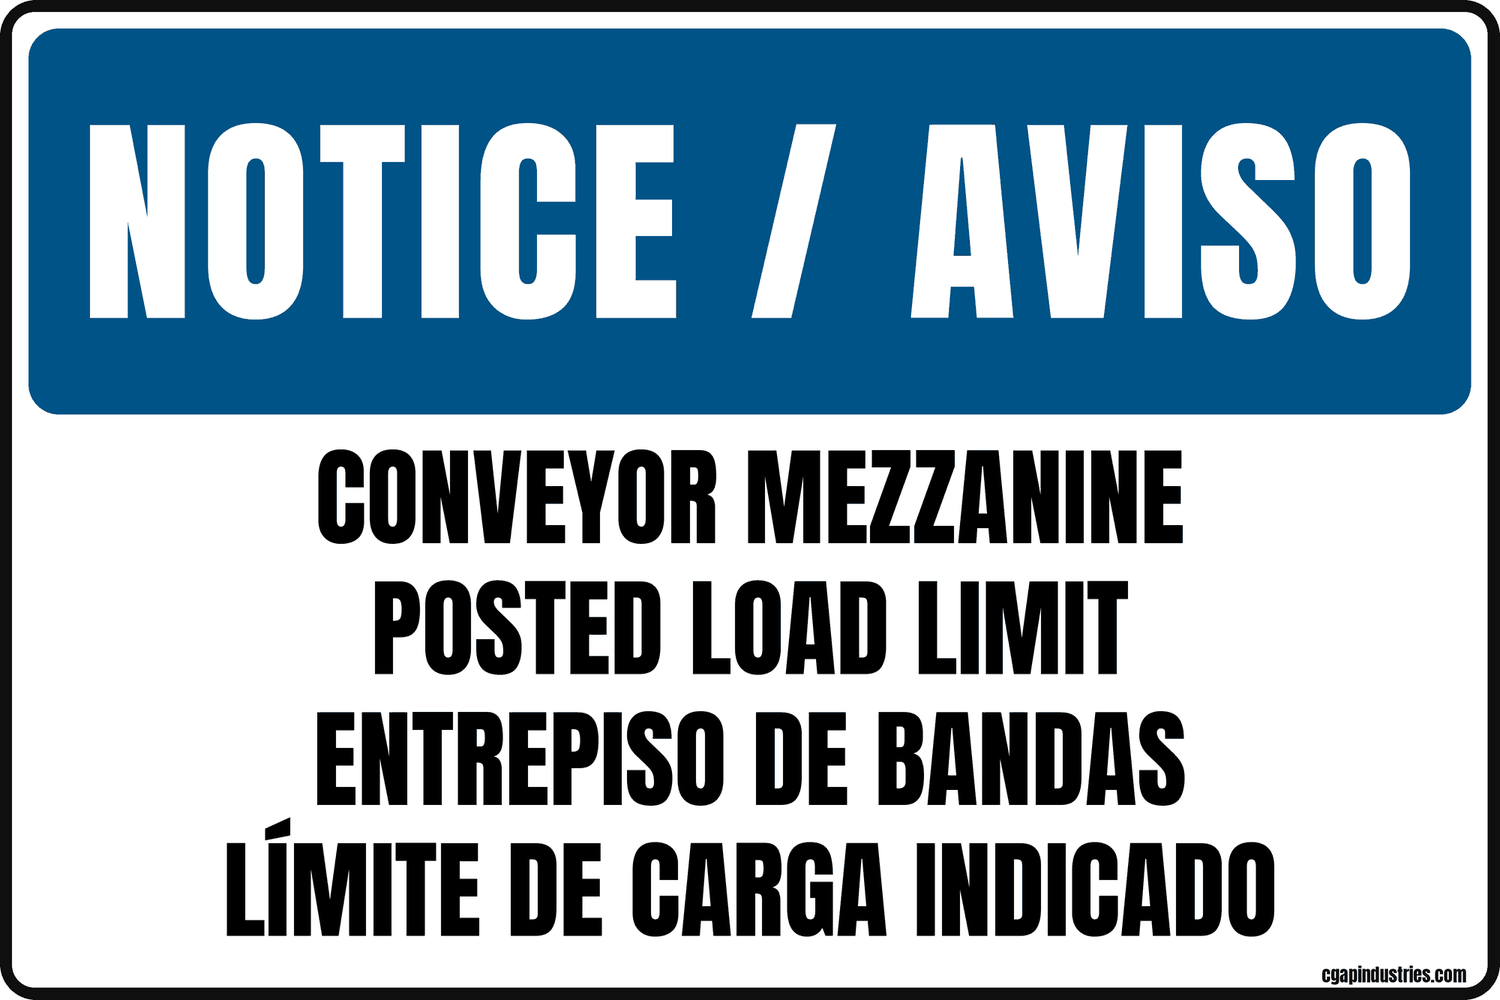 NOTICE / AVISO
CONVEYOR MEZZANINE
POSTED LOAD LIMIT
ENTREPISO DE BANDAS
LÍMITE DE CARGA INDICADO
cgapindustries.com